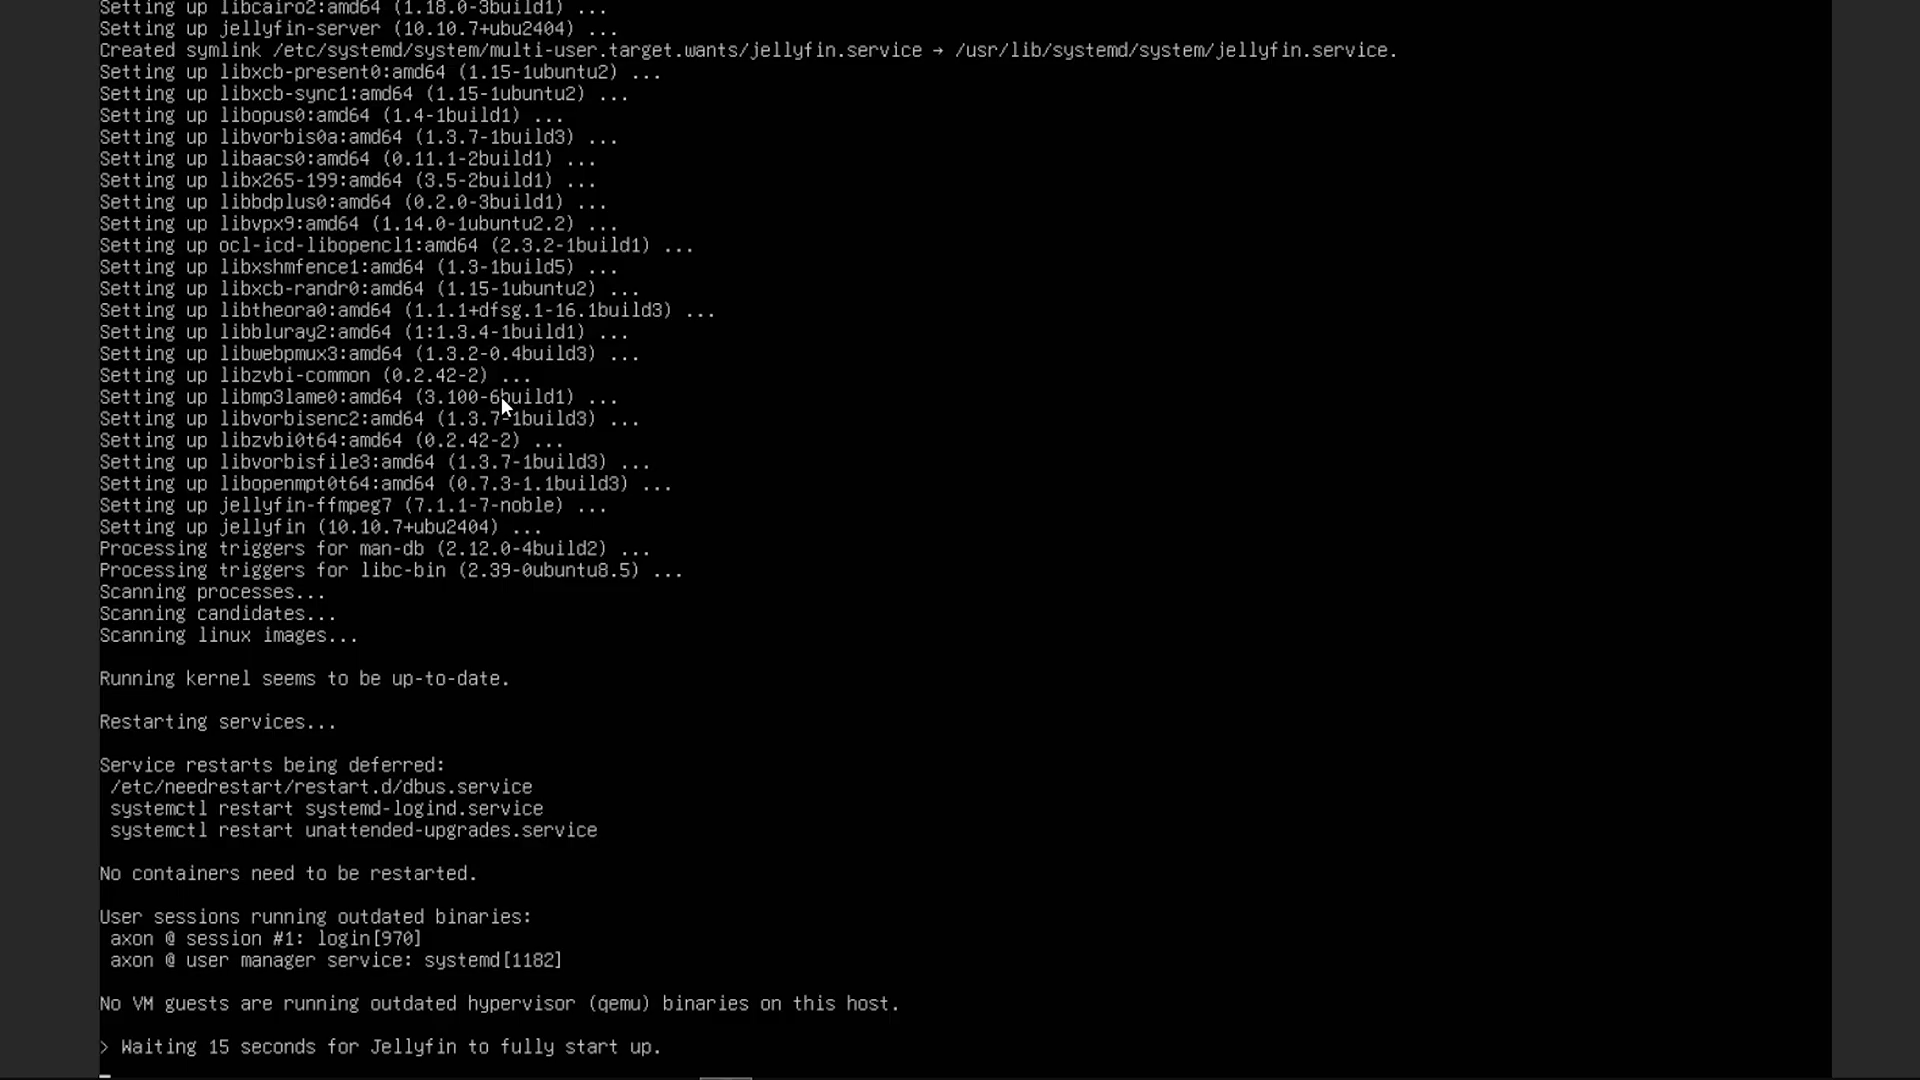 Setting up libcairo2:amd64 (1.18.0-3build1) ...
Setting up jellyfin-server (10.10.7+ubu2404) ...
Created symlink /etc/systemd/system/multi-user.target.wants/jellyfin.service → /usr/lib/systemd/system/jellyfin.service.
Setting up libxcb-present0:amd64 (1.15-1ubuntu2) ...
Setting up libxcb-sync1:amd64 (1.15-1ubuntu2) ...
Setting up libopus0:amd64 (1.4-1build1) ...
Setting up libvorbis0a:amd64 (1.3.7-1build3) ...
Setting up libaacs0:amd64 (0.11.1-2build1) ...
Setting up libx265-199:amd64 (3.5-2build1) ...
Setting up libbdplus0:amd64 (0.2.0-3build1) ...
Setting up libvpx9:amd64 (1.14.0-1ubuntu2.2) ...
Setting up ocl-icd-libopencl1:amd64 (2.3.2-1build1) ...
Setting up libxshmfence1:amd64 (1.3-1build5) ...
Setting up libxcb-randr0:amd64 (1.15-1ubuntu2) ...
Setting up libtheora0:amd64 (1.1.1+dfsg.1-16.1build3) ...
Setting up libbluray2:amd64 (1:1.3.4-1build1) ...
Setting up libwebpmux3:amd64 (1.3.2-0.4build3) ...
Setting up libzvbi-common (0.2.42-2) ...
Setting up libmp3lame0:amd64 (3.100-6build1) ...
Setting up libvorbisenc2:amd64 (1.3.7-1build3) ...
Setting up libzvbi0t64:amd64 (0.2.42-2) ...
Setting up libvorbisfile3:amd64 (1.3.7-1build3) ...
Setting up libopenmpt0t64:amd64 (0.7.3-1.1build3) ...
Setting up jellyfin-ffmpeg7 (7.1.1-7-noble) ...
Setting up jellyfin (10.10.7+ubu2404) ...
Processing triggers for man-db (2.12.0-4build2) ...
Processing triggers for libc-bin (2.39-0ubuntu8.5) ...
Scanning processes...
Scanning candidates...
Scanning linux images...
Running kernel seems to be up-to-date.
Restarting services...
Service restarts being deferred:
/etc/needrestart/restart.d/dbus.service
systemctl restart systemd-logind.service
systemctl restart unattended-upgrades.service
No containers need to be restarted.
User sessions running outdated binaries:
axon @ session #1: login[970]
axon @ user manager service: systemd[1182]
No VM guests are running outdated hypervisor (qemu) binaries on this host.
> Waiting 15 seconds for Jellyfin to fully start up.